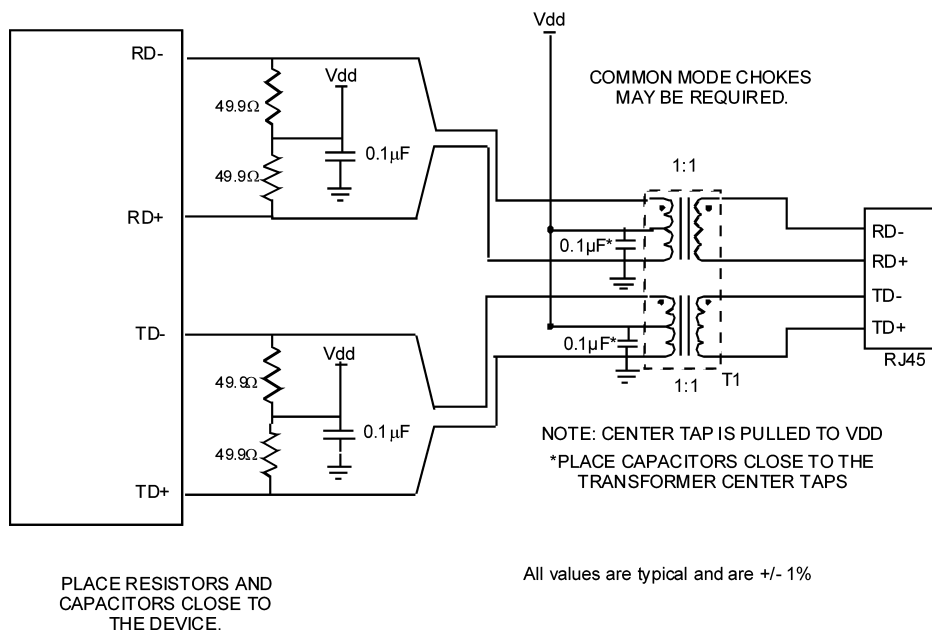 Vdd
RD-
Vdd
COMMON MODE CHOKES
MAY BE REQUIRED.
49.9Ω
0.1µF
1:1
49.9Ω
RD+
RD-
0.1µF*
RD+
TD-
TD-
TD+
Vdd
0.1µF*
RJ45
49.9Ω
1:1
T1
0.1µF
NOTE: CENTER TAP IS PULLED TO VDD
49.9Ω
*PLACE CAPACITORS CLOSE TO THE
TRANSFORMER CENTER TAPS
TD+
All values are typical and are +/- 1%
PLACE RESISTORS AND
CAPACITORS CLOSE TO
THE DEVICE.